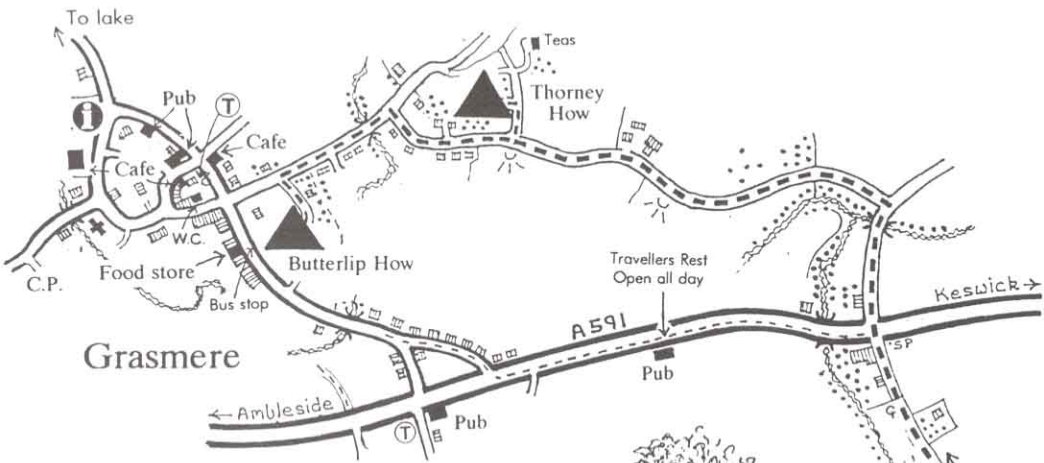 To lake
Pub
T
i
Cafe
Cafe
W.C.
Food store
C.P.
Bus stop
Butterlip How
Teas
Thorney
How
Travellers Rest
Open all day
A591
Keswick →
SP
Pub
G
Grasmere
← Ambleside
T
Pub